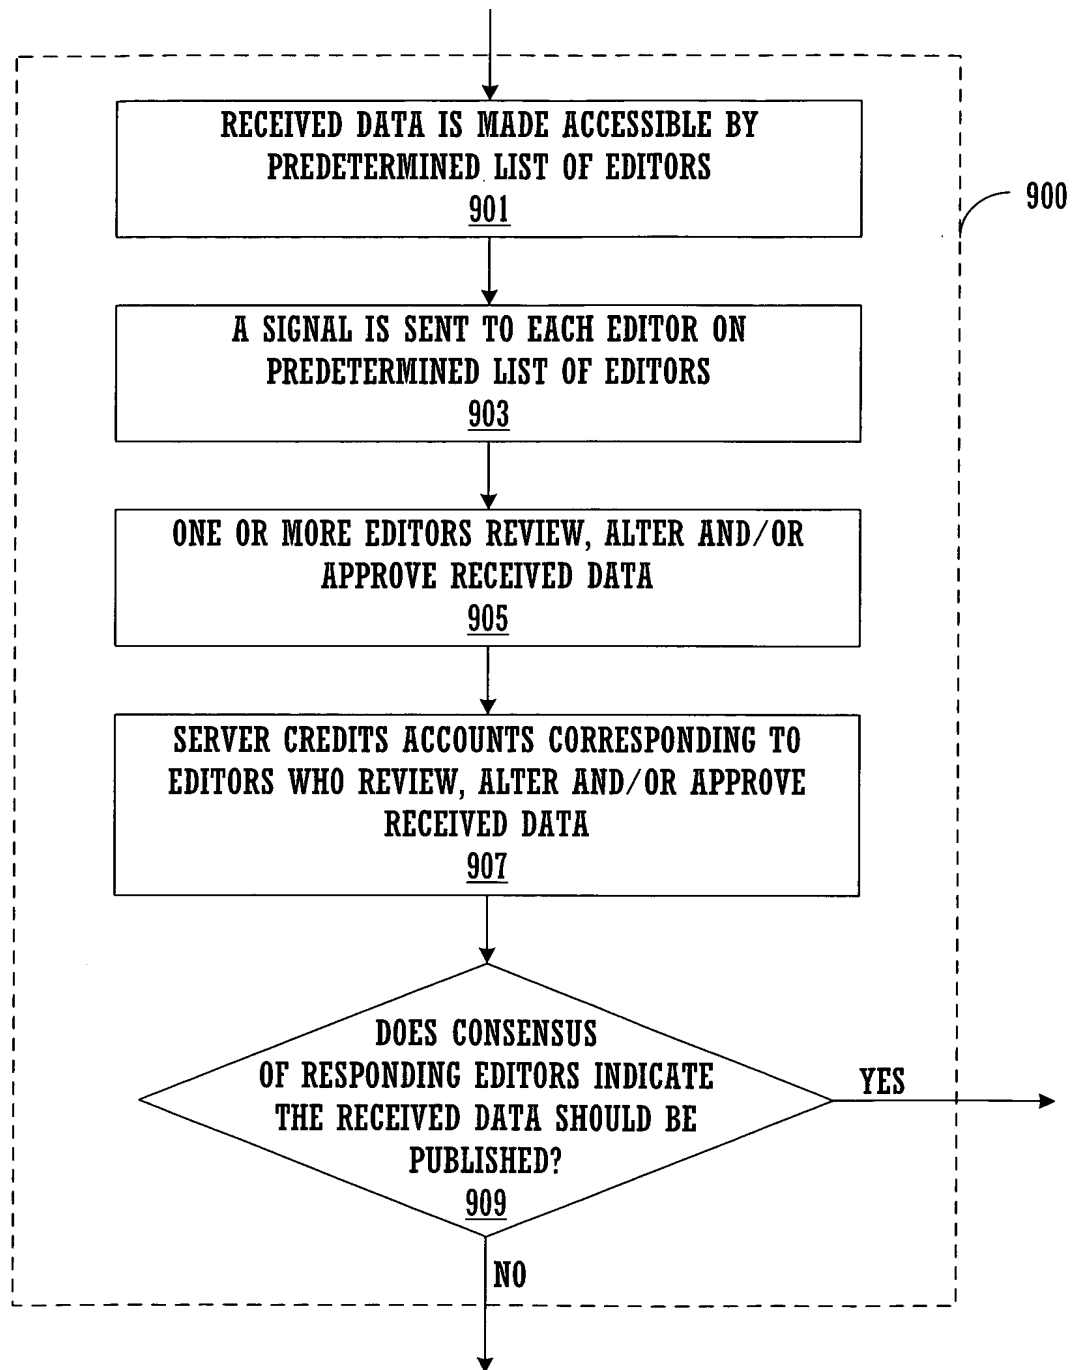 RECEIVED DATA IS MADE ACCESSIBLE BY
PREDETERMINED LIST OF EDITORS
901
900
A SIGNAL IS SENT TO EACH EDITOR ON
PREDETERMINED LIST OF EDITORS
903
ONE OR MORE EDITORS REVIEW, ALTER AND/OR
APPROVE RECEIVED DATA
905
SERVER CREDITS ACCOUNTS CORRESPONDING TO
EDITORS WHO REVIEW, ALTER AND/OR APPROVE
RECEIVED DATA
907
DOES CONSENSUS
OF RESPONDING EDITORS INDICATE
THE RECEIVED DATA SHOULD BE
PUBLISHED?
909
YES
NO